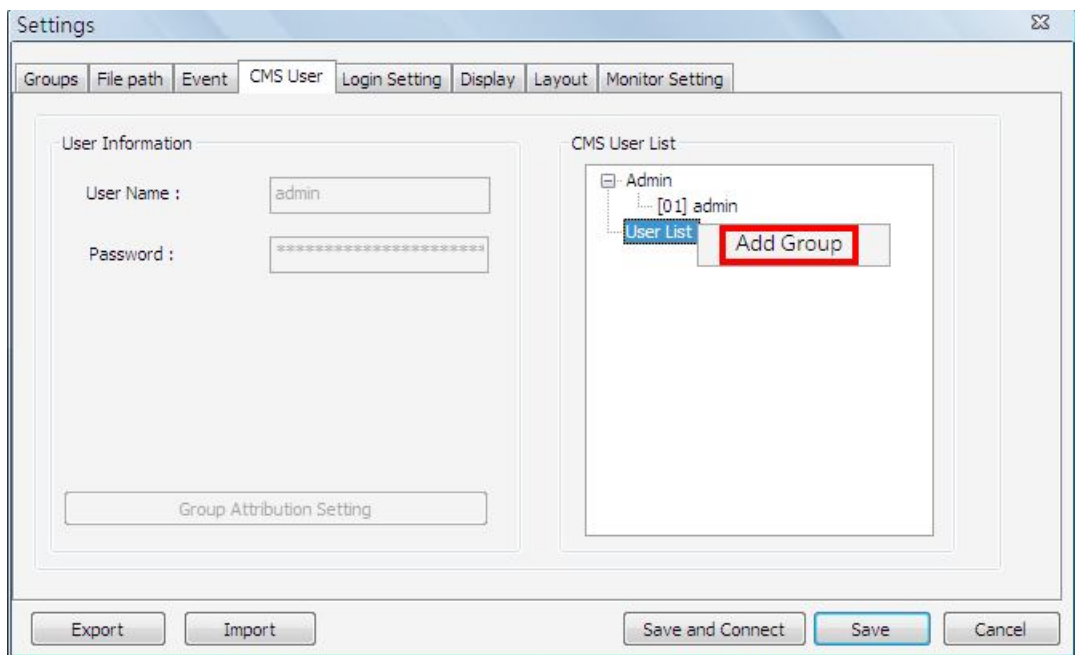 Settings
Groups File path Event CMS User Login Setting Display Layout Monitor Setting
User Information
User Name :
admin
Password :
***********************
Group Attribution Setting
CMS User List
Admin
[01] admin
User List
Add Group
Export Import Save and Connect Save Cancel